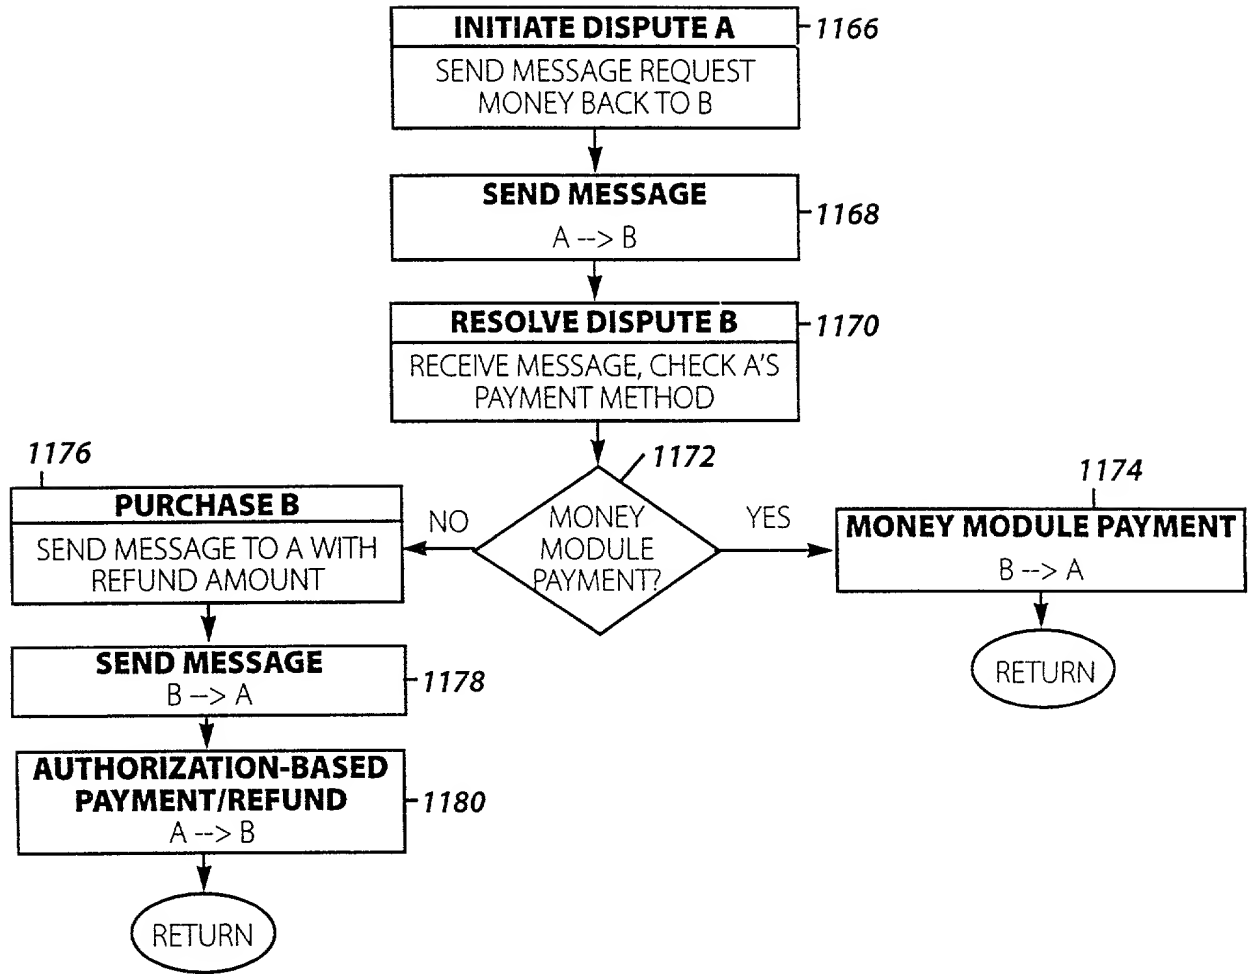 INITIATE DISPUTE A
1166
SEND MESSAGE REQUEST
MONEY BACK TO B
SEND MESSAGE
1168
A --> B
RESOLVE DISPUTE B
1170
RECEIVE MESSAGE, CHECK A'S
PAYMENT METHOD
1172
MONEY
MODULE
PAYMENT?
NO
YES
1176
PURCHASE B
SEND MESSAGE TO A WITH
REFUND AMOUNT
SEND MESSAGE
1178
B --> A
AUTHORIZATION-BASED
PAYMENT/REFUND
1180
A --> B
RETURN
1174
MONEY MODULE PAYMENT
B --> A
RETURN